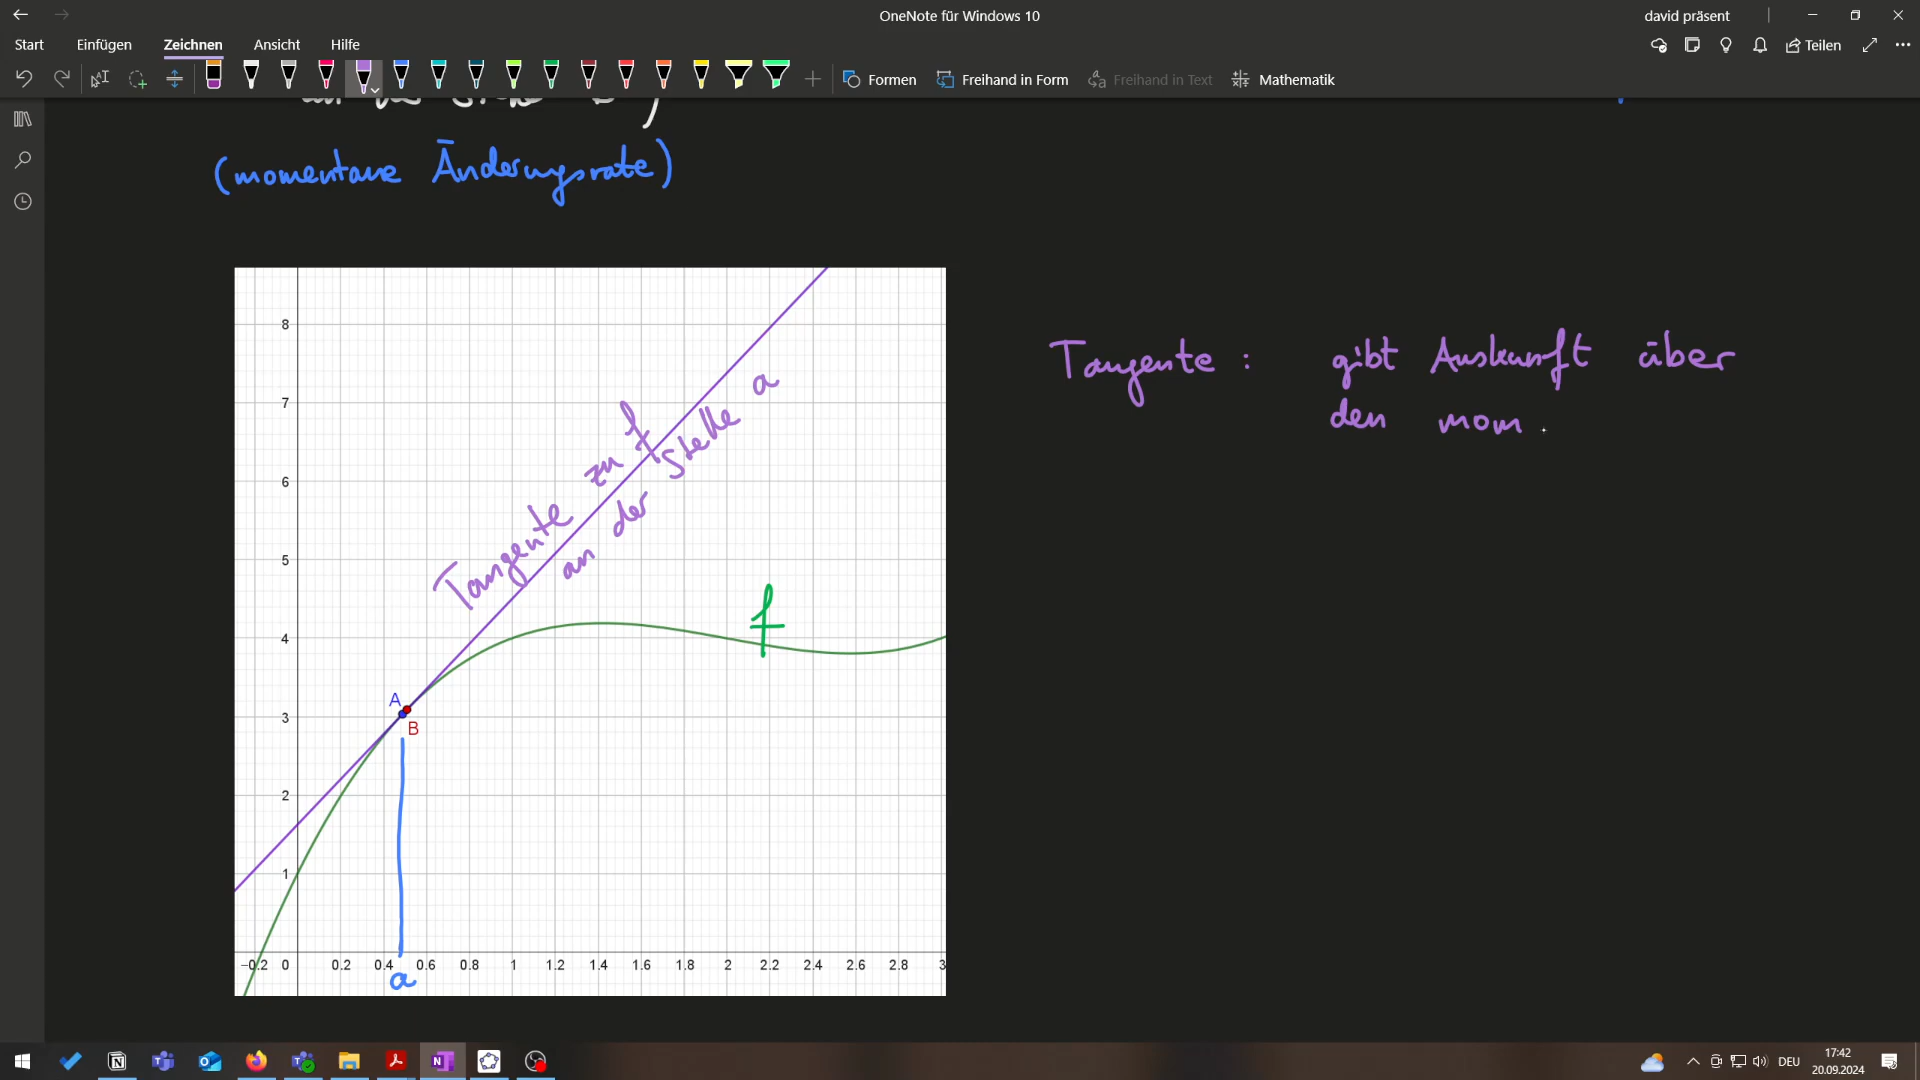 OneNote für Windows 10
david präsent
Start Einfügen Zeichnen Ansicht Hilfe
Teilen
Formen Freihand in Form Freihand in Text Mathematik
(momentane Änderungsrate)
Tangente : gibt Auskunft über
den mom
Tangente zu f
an der Stelle a
f
A
B
8
7
6
5
4
3
2
1
−0.2 0 0.2 0.4 0.6 0.8 1 1.2 1.4 1.6 1.8 2 2.2 2.4 2.6 2.8 3
a
DEU
17:42
20.09.2024